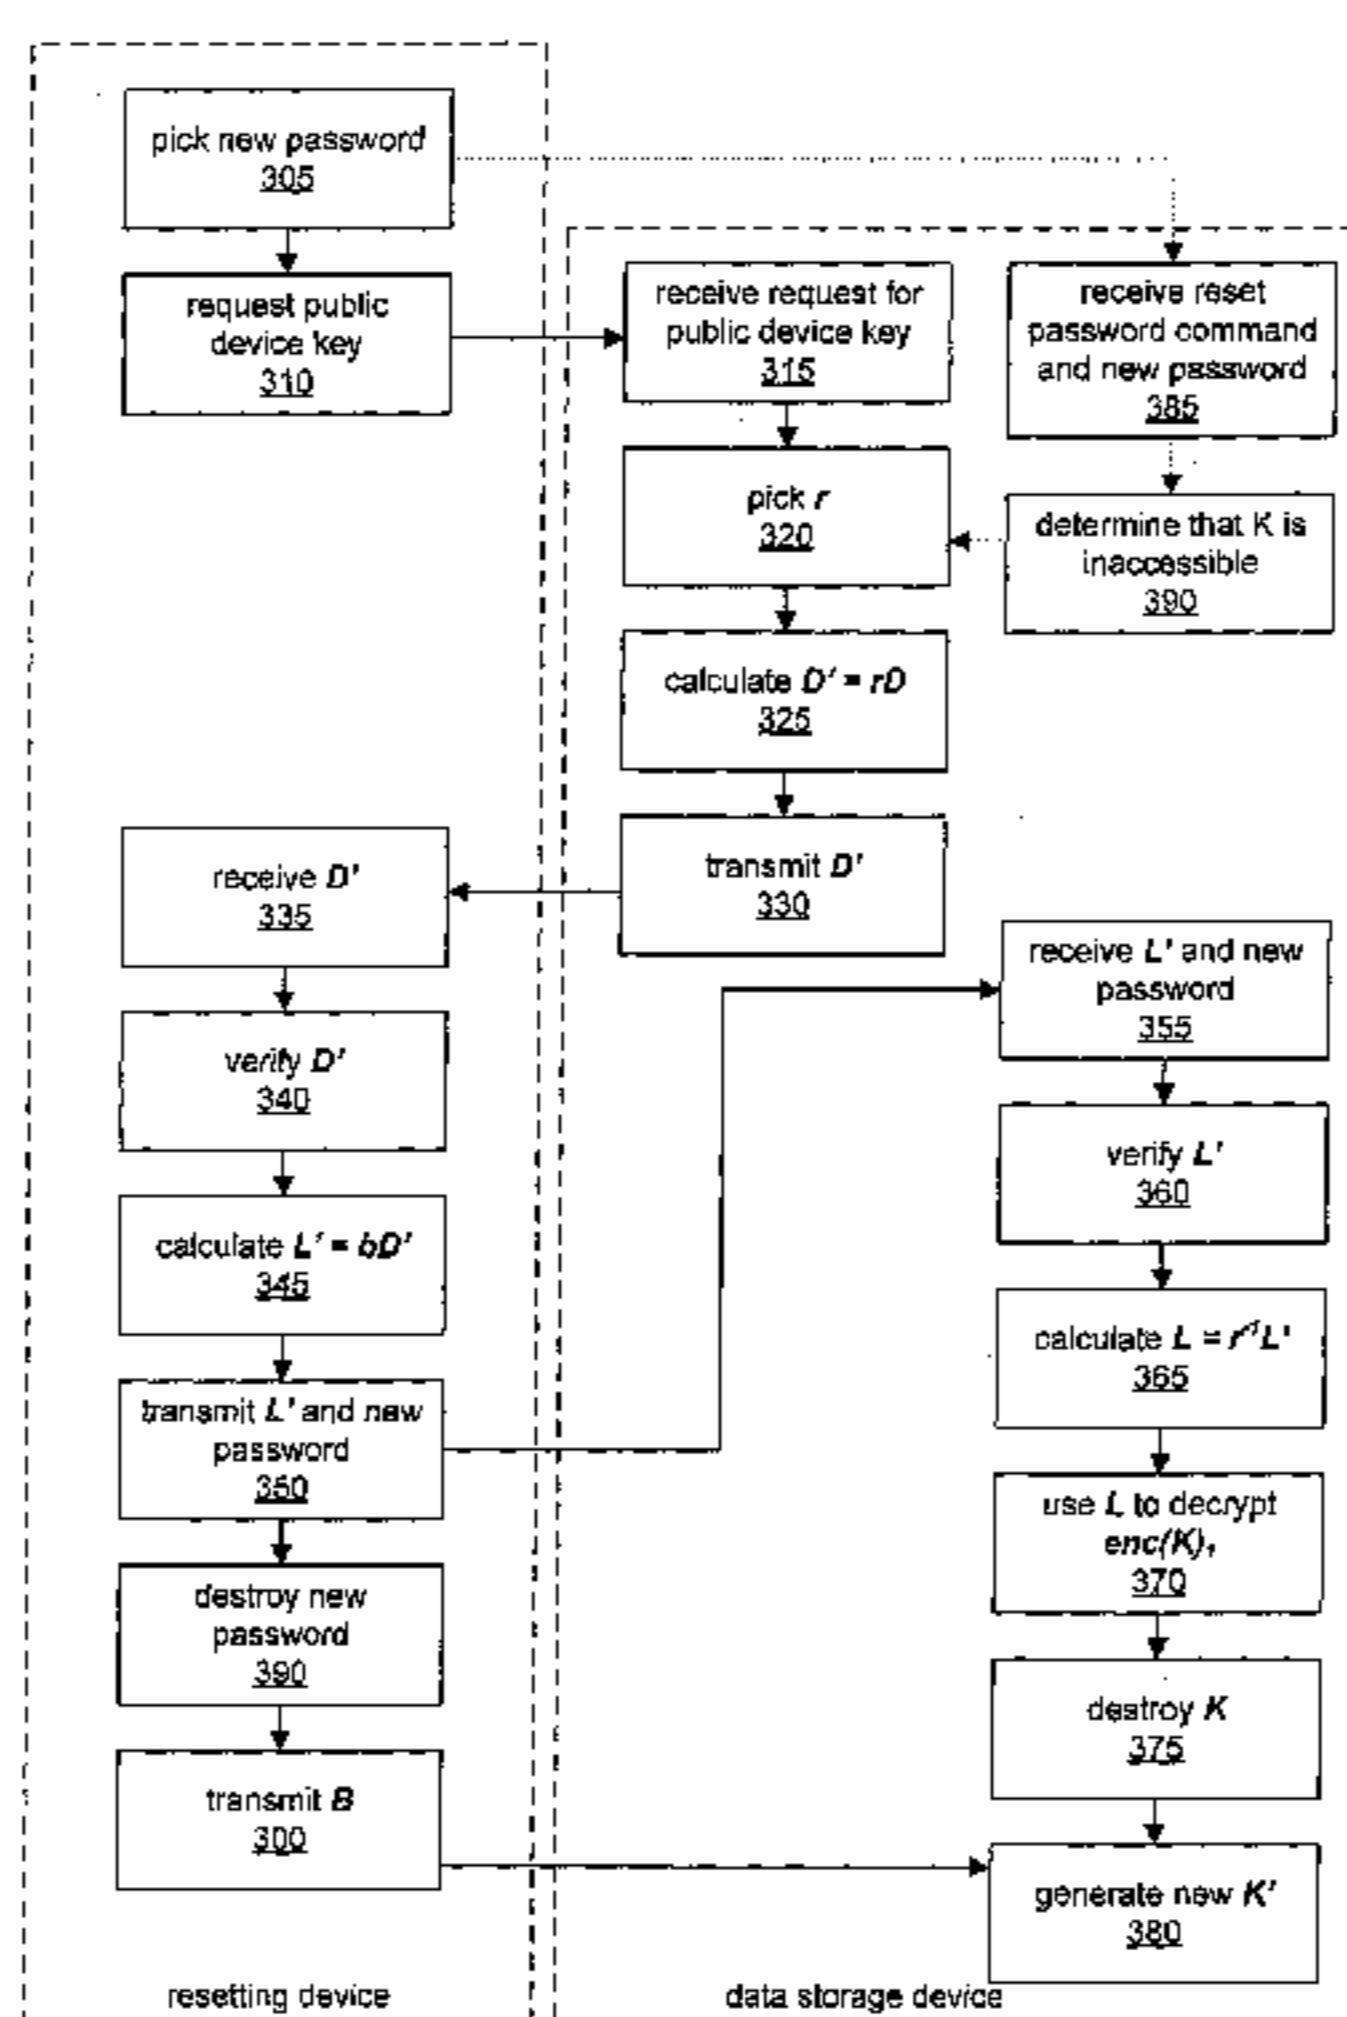 pick new password
305
request public
device key
310
receive request for
public device key
315
receive reset
password command
and new password
385
pick r
320
determine that K is
inaccessible
390
calculate D' = rD
325
transmit D'
330
receive D'
335
receive L' and new
password
355
verify D'
340
verify L'
360
calculate L' = bD'
345
calculate L = r⁻¹L'
365
transmit L' and new
password
350
use L to decrypt
enc(K)₁
370
destroy new
password
390
destroy K
375
transmit B
300
generate new K'
380
resetting device
data storage device